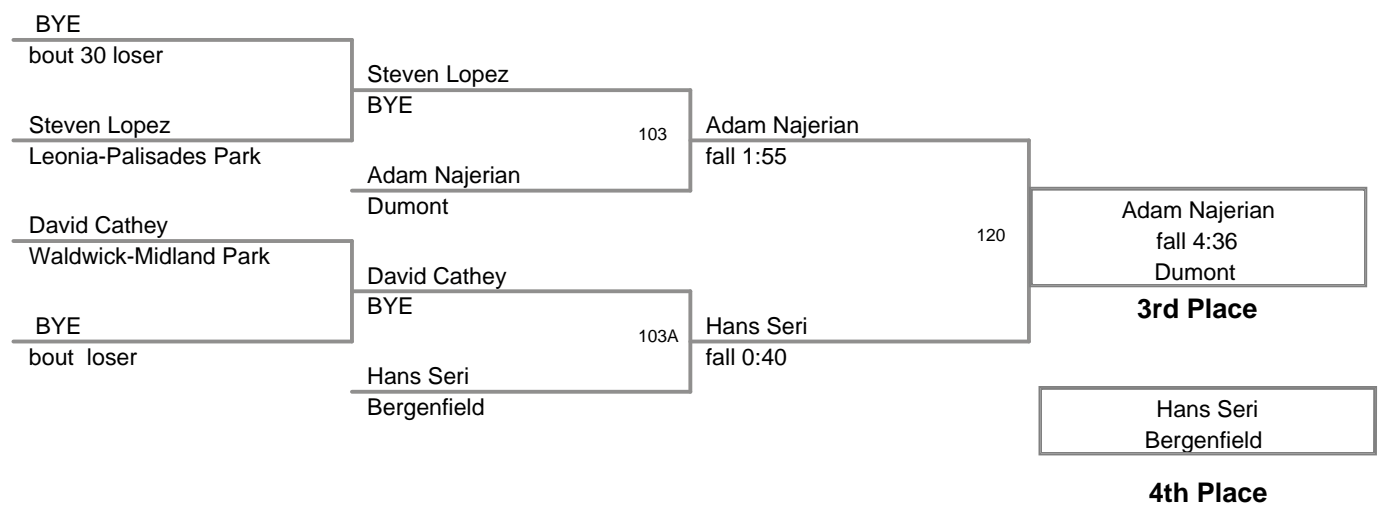 BYE
bout 30 loser
Steven Lopez
Leonia-Palisades Park
David Cathey
Waldwick-Midland Park
BYE
bout loser
Steven Lopez
BYE
103
Adam Najerian
Dumont
David Cathey
BYE
103A
Hans Seri
Bergenfield
Adam Najerian
fall 1:55
120
Hans Seri
fall 0:40
Adam Najerian
fall 4:36
Dumont
3rd Place
Hans Seri
Bergenfield
4th Place